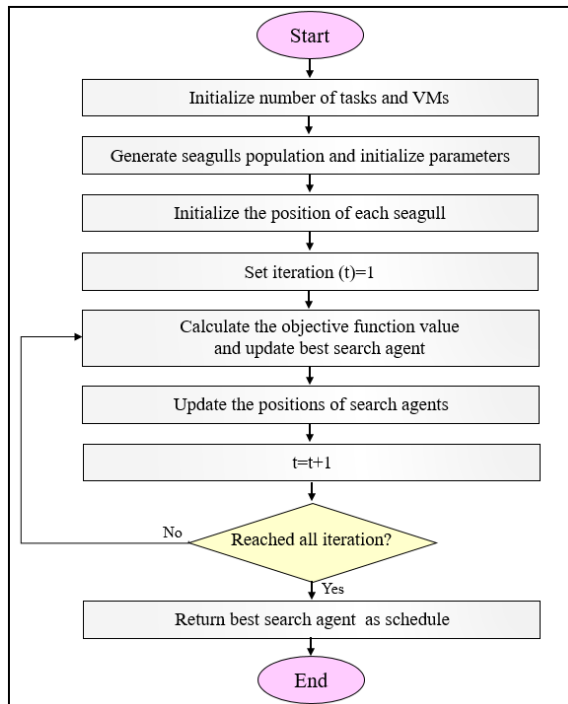 Start
Initialize number of tasks and VMs
Generate seagulls population and initialize parameters
Initialize the position of each seagull
Set iteration (t)=1
Calculate the objective function value
and update best search agent
Update the positions of search agents
t=t+1
No
Reached all iteration?
Yes
Return best search agent as schedule
End